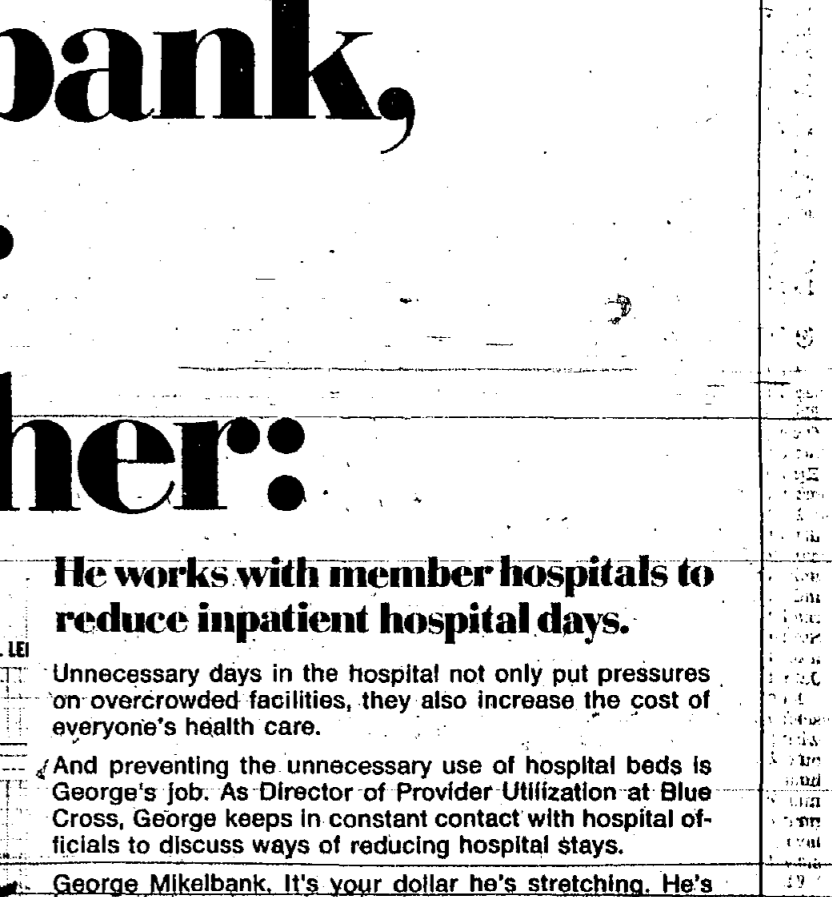 bank,
her:
He works with member hospitals to
reduce inpatient hospital days.
. LEI
Unnecessary days in the hospital not only put pressures
on overcrowded facilities, they also increase the cost of
everyone's health care.
And preventing the unnecessary use of hospital beds is
George's job. As Director of Provider Utilization at Blue
Cross, George keeps in constant contact with hospital of-
ficials to discuss ways of reducing hospital stays.
George Mikelbank. It's your dollar he's stretching. He's